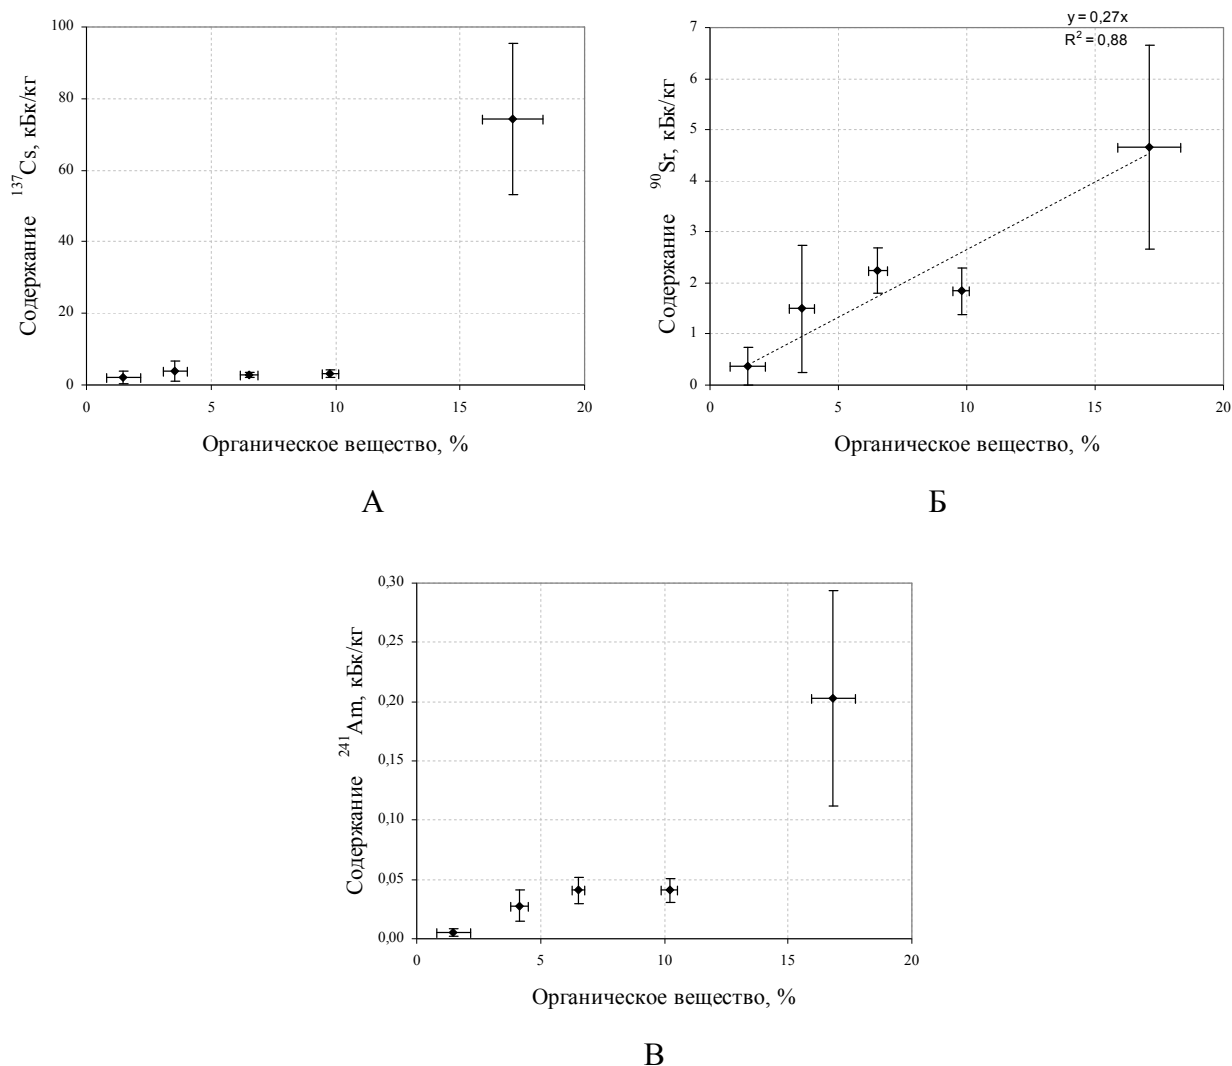 100
80
60
40
20
0
0 5 10 15 20
Содержание ¹³⁷Cs, кБк/кг
Органическое вещество, %
А
y = 0,27x
R² = 0,88
7
6
5
4
3
2
1
0
0 5 10 15 20
Содержание ⁹⁰Sr, кБк/кг
Органическое вещество, %
Б
0,30
0,25
0,20
0,15
0,10
0,05
0,00
0 5 10 15 20
Содержание ²⁴¹Am, кБк/кг
Органическое вещество, %
В